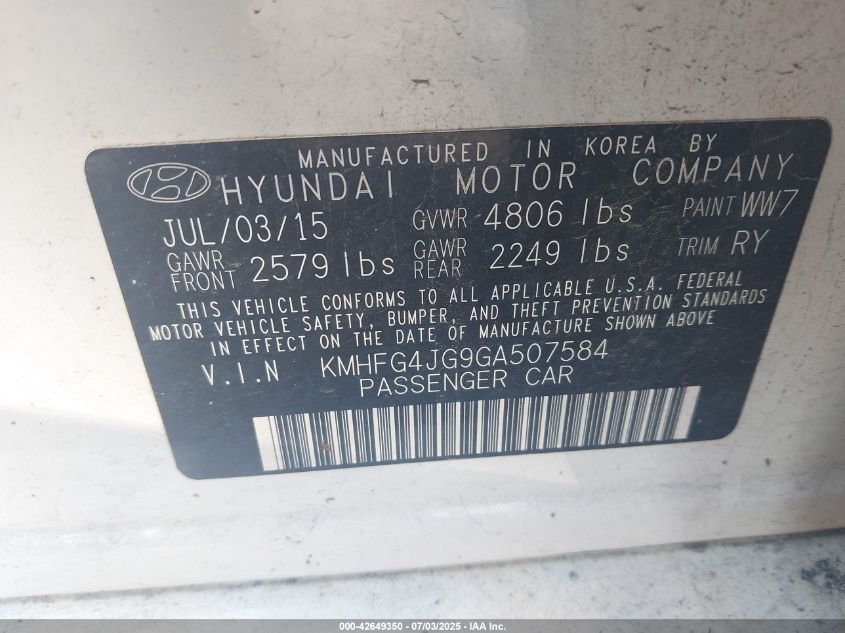 MANUFACTURED IN KOREA BY
HYUNDAI MOTOR COMPANY
JUL/03/15 GVWR 4806 lbs PAINT WW7
GAWR FRONT 2579 lbs GAWR REAR 2249 lbs TRIM RY
THIS VEHICLE CONFORMS TO ALL APPLICABLE U.S.A. FEDERAL
MOTOR VEHICLE SAFETY, BUMPER, AND THEFT PREVENTION STANDARDS
IN EFFECT ON THE DATE OF MANUFACTURE SHOWN ABOVE
V.I.N KMHFG4JG9GA507584
PASSENGER CAR
000-42649350 - 07/03/2025 - IAA Inc.